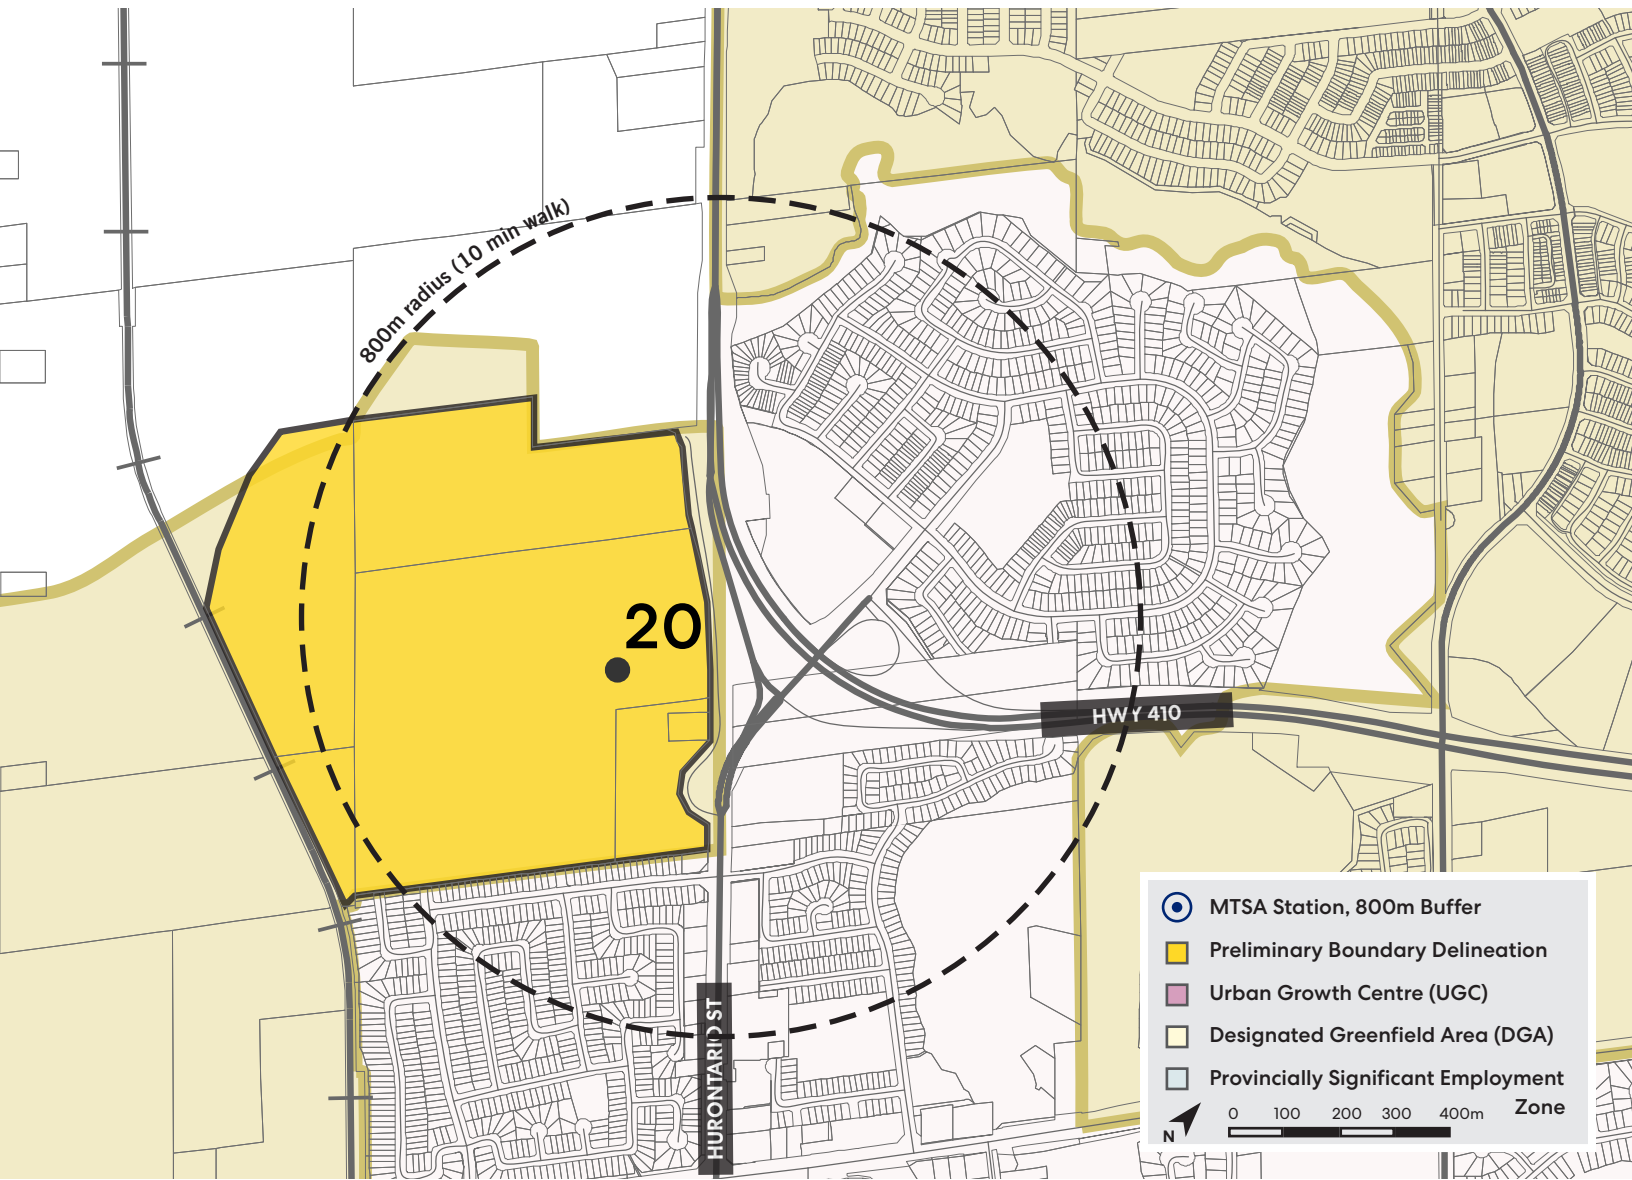 800m radius (10 min walk)
20
HWY 410
HURONTARIO ST
MTSA Station, 800m Buffer
Preliminary Boundary Delineation
Urban Growth Centre (UGC)
Designated Greenfield Area (DGA)
Provincially Significant Employment
Zone
N
0 100 200 300 400m